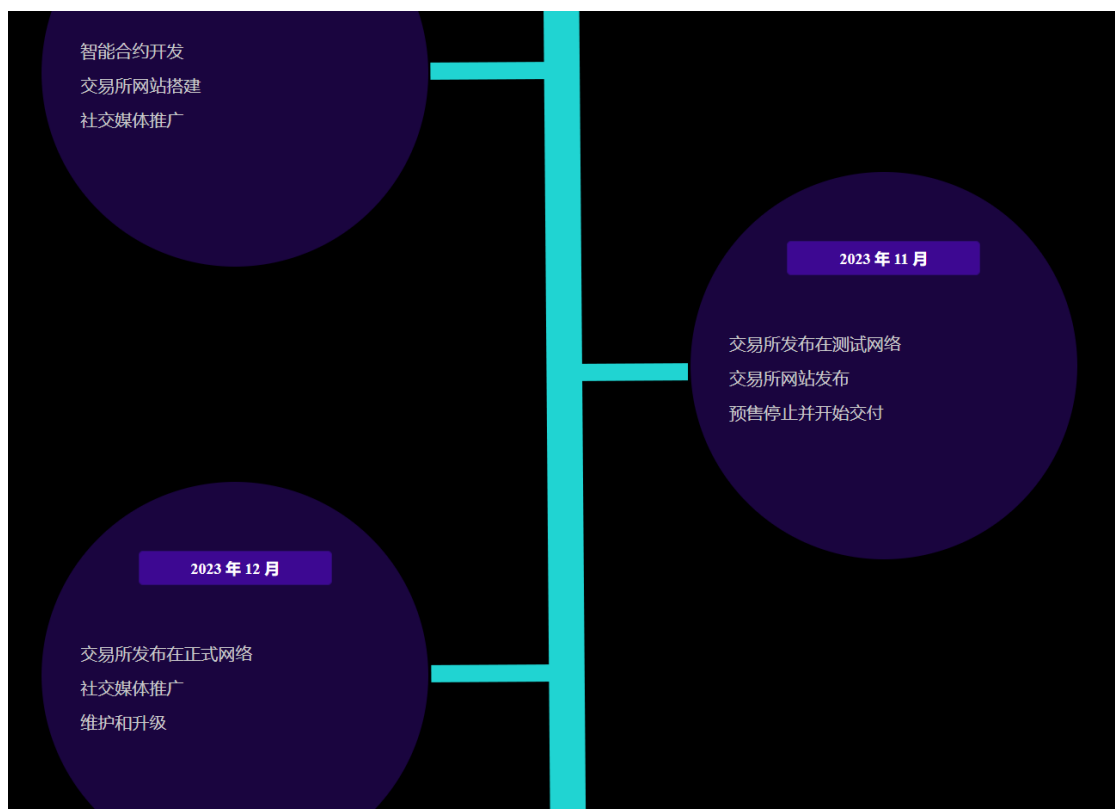 智能合约开发
交易所网站搭建
社交媒体推广
2023 年 11 月
交易所发布在测试网络
交易所网站发布
预售停止并开始交付
2023 年 12 月
交易所发布在正式网络
社交媒体推广
维护和升级